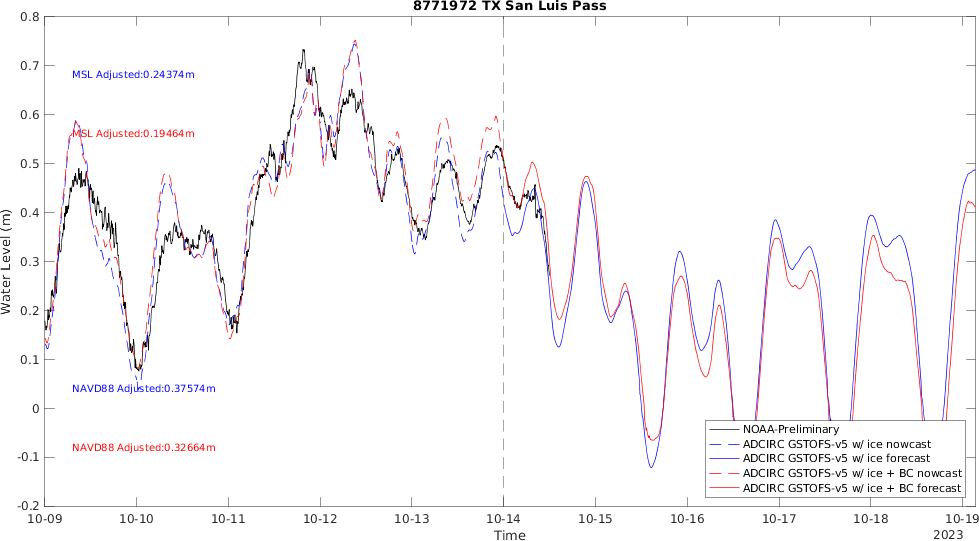 8771972 TX San Luis Pass
0.8
0.7
0.6
0.5
0.4
0.3
0.2
0.1
0
-0.1
-0.2
Water Level (m)
MSL Adjusted:0.24374m
MSL Adjusted:0.19464m
NAVD88 Adjusted:0.37574m
NAVD88 Adjusted:0.32664m
NOAA-Preliminary
ADCIRC GSTOFS-v5 w/ ice nowcast
ADCIRC GSTOFS-v5 w/ ice forecast
ADCIRC GSTOFS-v5 w/ ice + BC nowcast
ADCIRC GSTOFS-v5 w/ ice + BC forecast
10-09 10-10 10-11 10-12 10-13 10-14 10-15 10-16 10-17 10-18 10-19
Time
2023